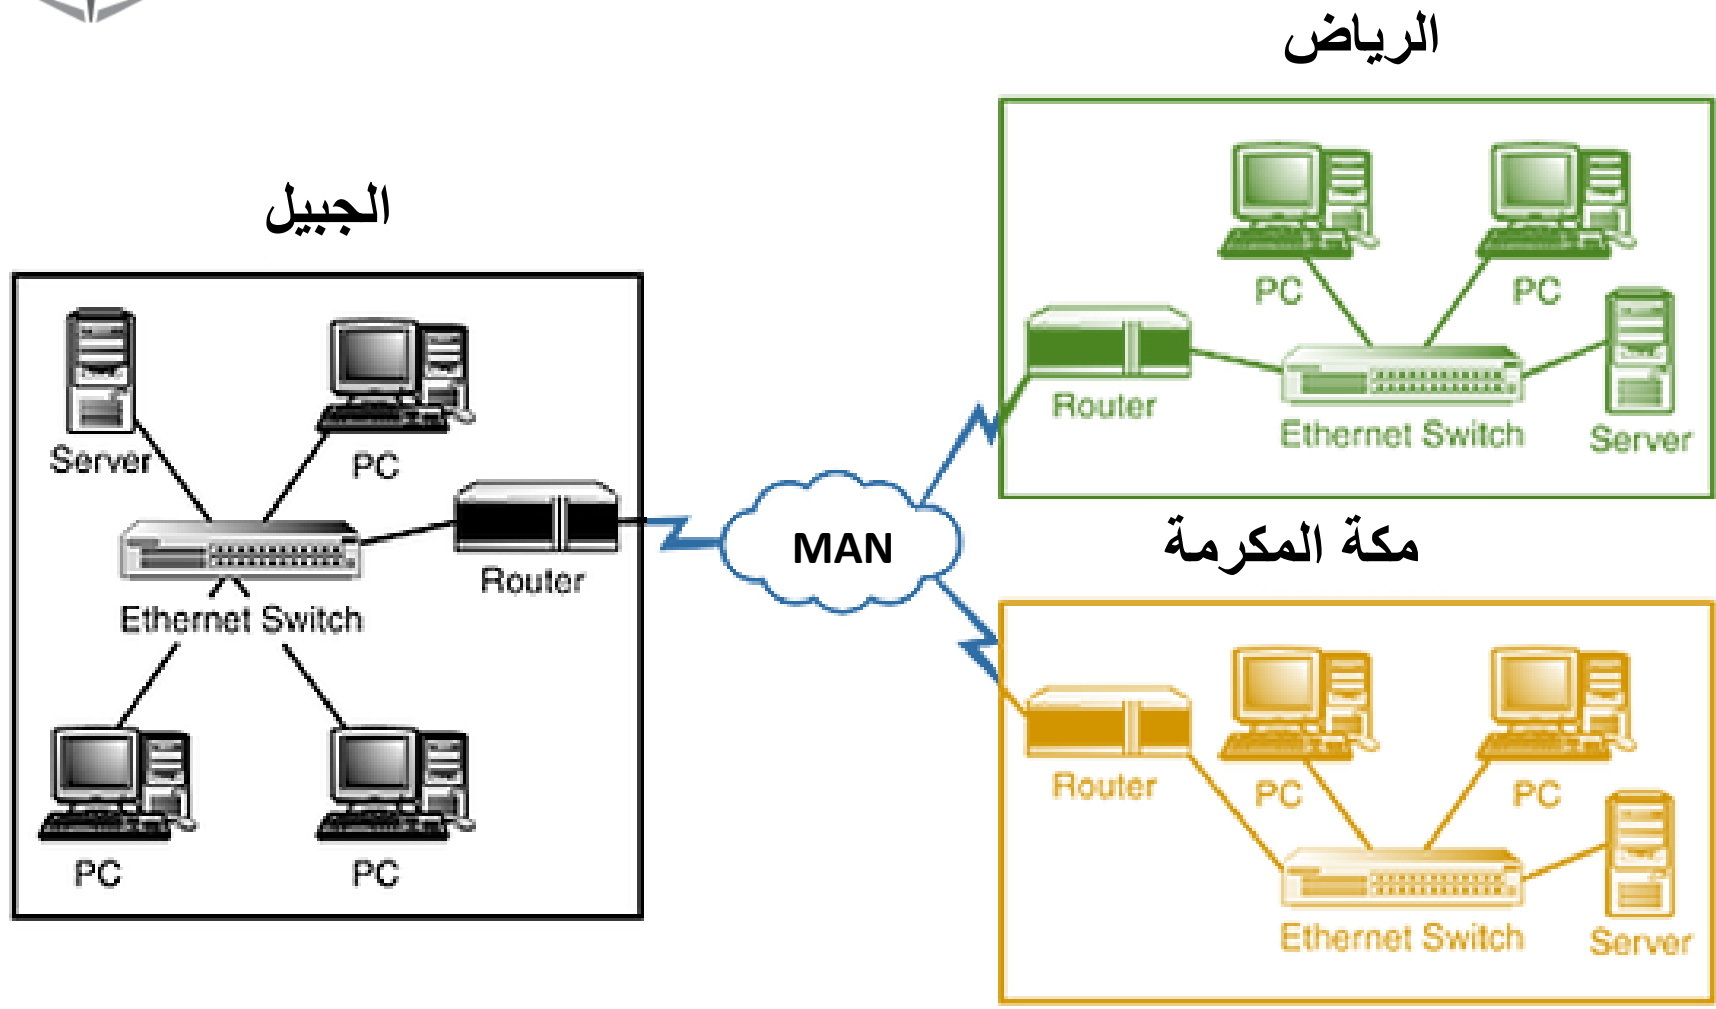 الرياض
PC
PC
Router
Ethernet Switch
Server
الجبيل
Server
PC
Router
Ethernet Switch
PC
PC
MAN
مكة المكرمة
Router
PC
PC
Ethernet Switch
Server